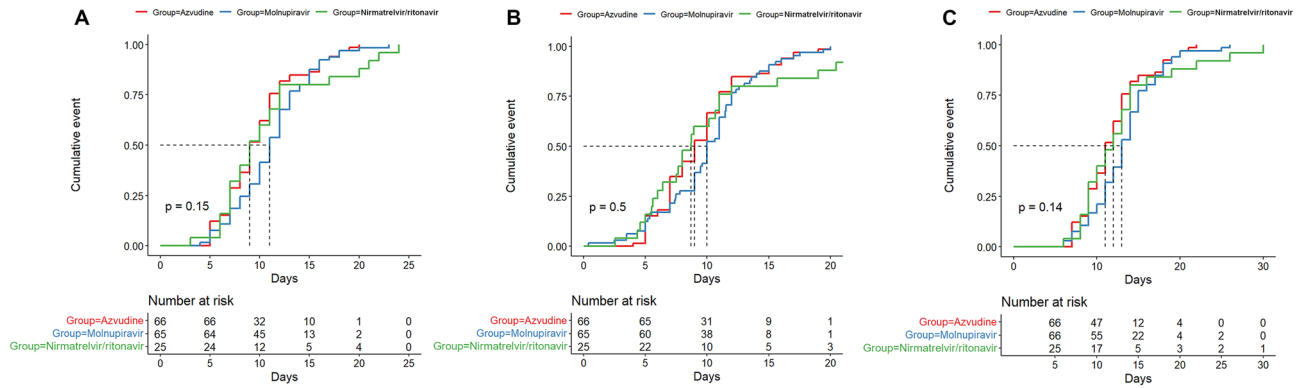 A
Group=Azvudine Group=Molnupiravir Group=Nirmatrelvir/ritonavir
Cumulative event
1.00
0.75
0.50
0.25
0.00
p = 0.15
0 5 10 15 20 25
Days
Number at risk
Group=Azvudine 66 66 32 10 1 0
Group=Molnupiravir 65 64 45 13 2 0
Group=Nirmatrelvir/ritonavir 25 24 12 5 4 0
0 5 10 15 20 25
Days
B
Group=Azvudine Group=Molnupiravir Group=Nirmatrelvir/ritonavir
Cumulative event
1.00
0.75
0.50
0.25
0.00
p = 0.5
0 5 10 15 20
Days
Number at risk
Group=Azvudine 66 65 31 9 1
Group=Molnupiravir 65 60 38 8 1
Group=Nirmatrelvir/ritonavir 25 22 10 5 3
0 5 10 15 20
Days
C
Group=Azvudine Group=Molnupiravir Group=Nirmatrelvir/ritonavir
Cumulative event
1.00
0.75
0.50
0.25
0.00
p = 0.14
0 10 20 30
Days
Number at risk
Group=Azvudine 66 47 12 4 0 0
Group=Molnupiravir 66 55 22 4 2 0
Group=Nirmatrelvir/ritonavir 25 17 5 3 2 1
5 10 15 20 25 30
Days